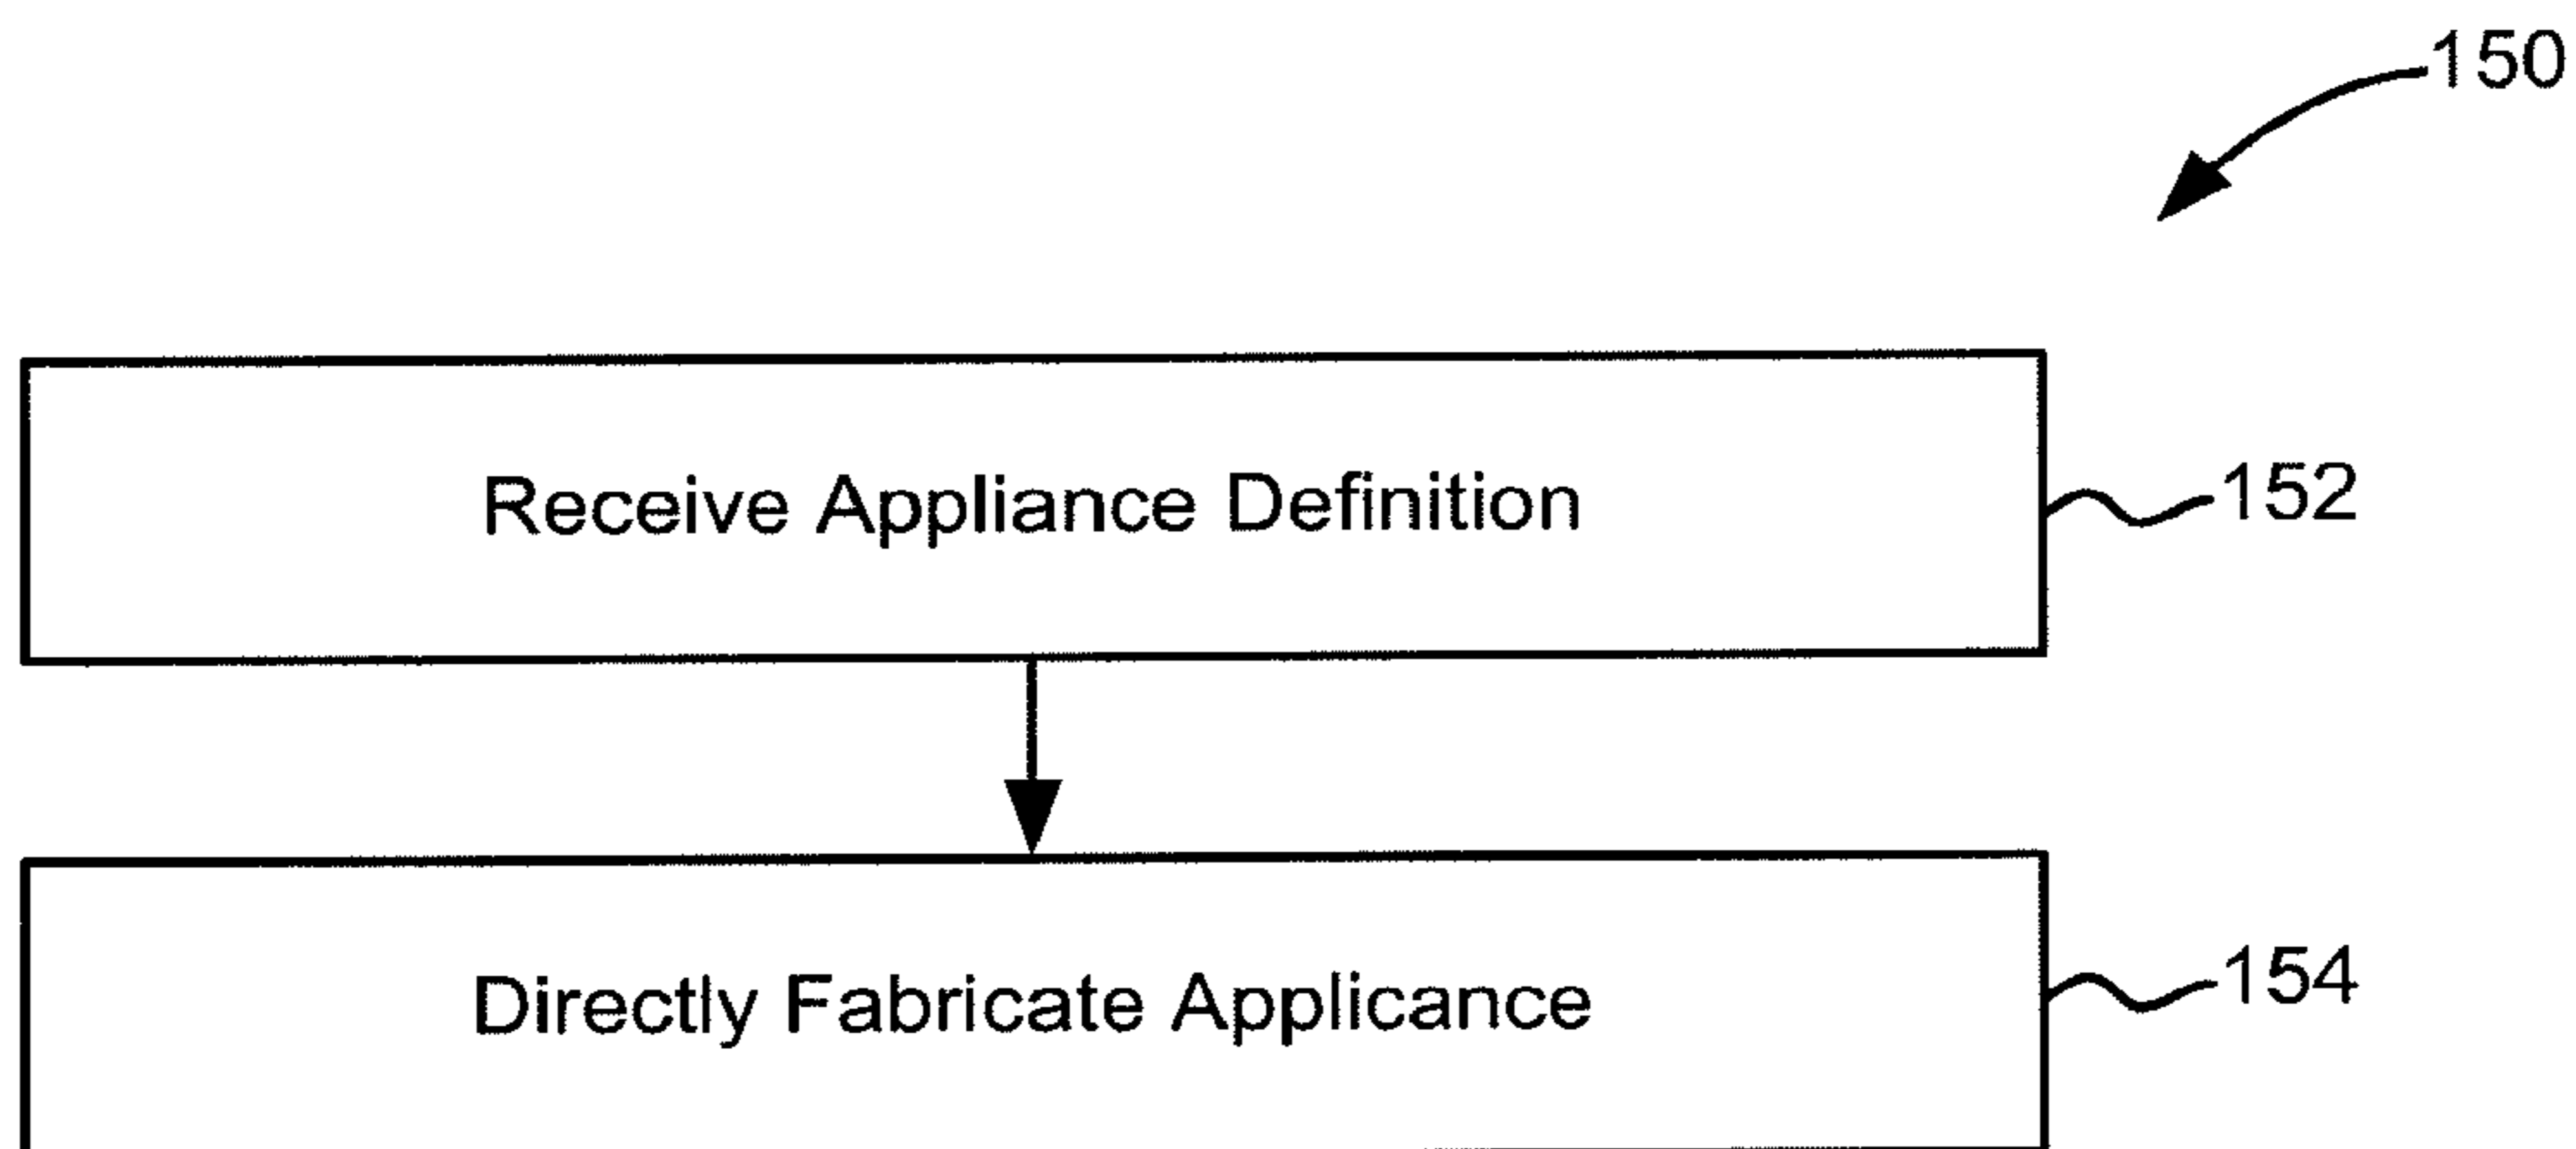 150
Receive Appliance Definition
152
Directly Fabricate Applicance
154